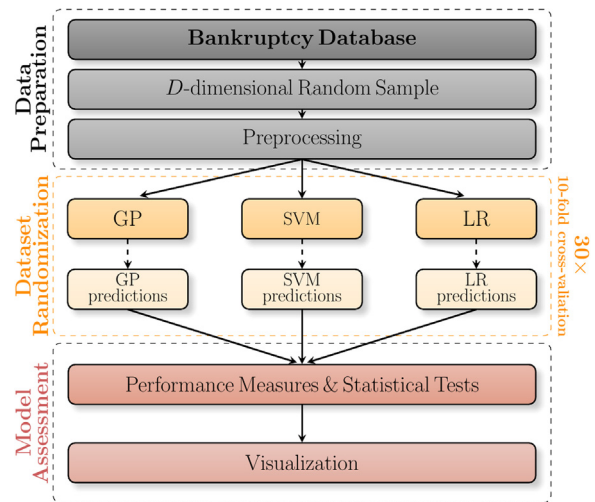 Data
Preparation
Bankruptcy Database
D-dimensional Random Sample
Preprocessing
Dataset
Randomization
GP
SVM
LR
GP
predictions
SVM
predictions
LR
predictions
30×
10-fold cross-valiation
Model
Assessment
Performance Measures & Statistical Tests
Visualization